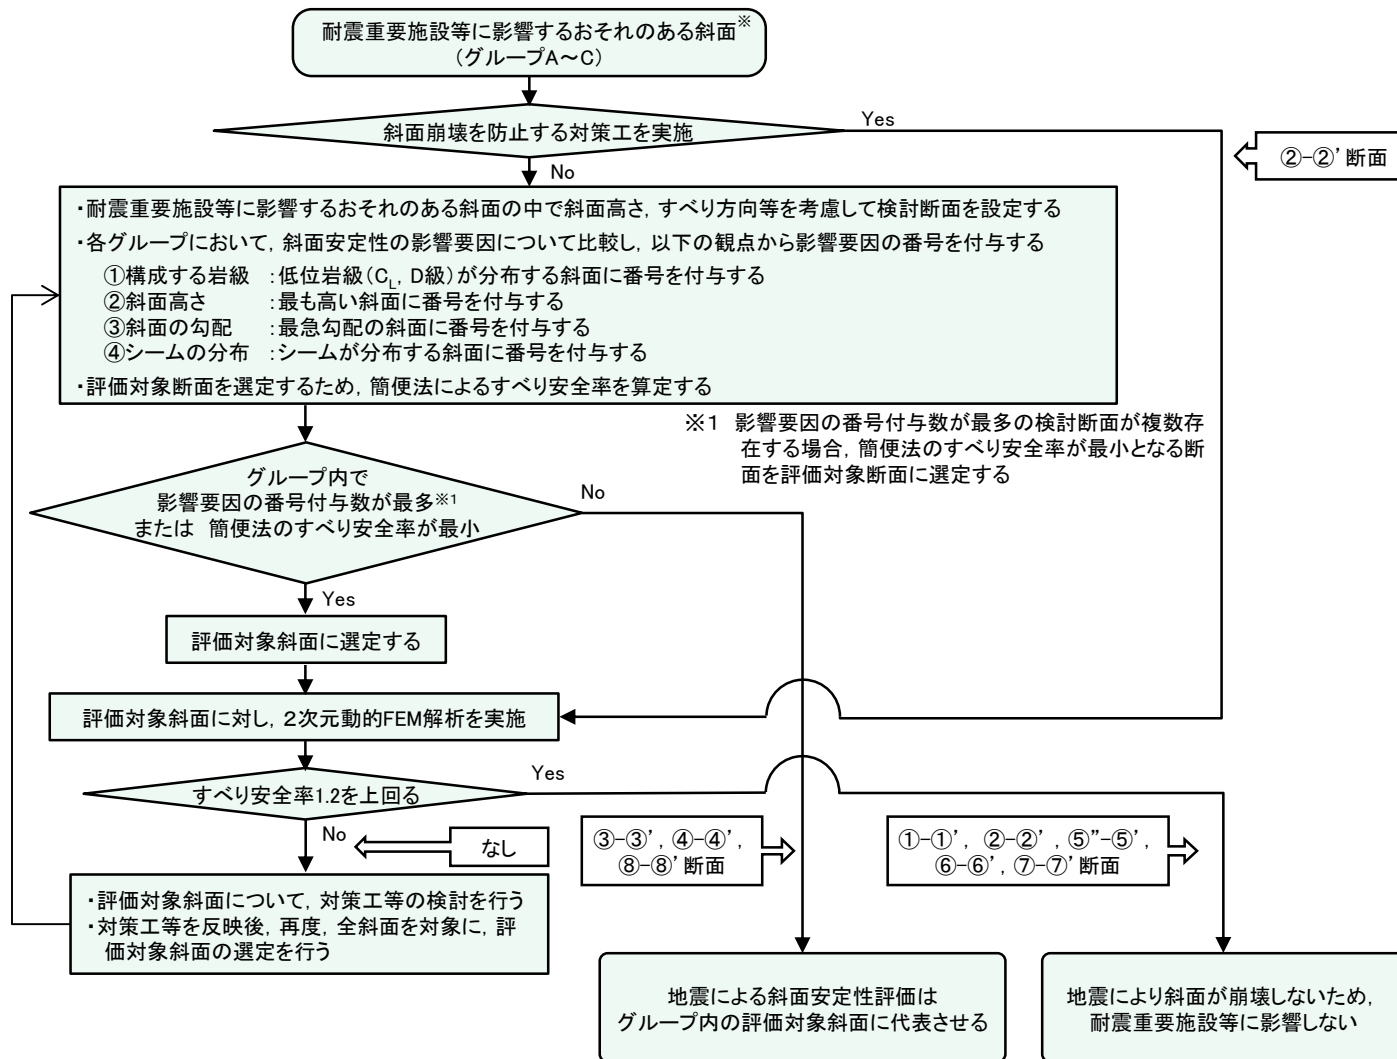 耐震重要施設等に影響するおそれのある斜面※
（グループA～C）
斜面崩壊を防止する対策工を実施
Yes
②-②’断面
No
・耐震重要施設等に影響するおそれのある斜面の中で斜面高さ，すべり方向等を考慮して検討断面を設定する
・各グループにおいて，斜面安定性の影響要因について比較し，以下の観点から影響要因の番号を付与する
①構成する岩級　：低位岩級（CL，D級）が分布する斜面に番号を付与する
②斜面高さ　：最も高い斜面に番号を付与する
③斜面の勾配　：最急勾配の斜面に番号を付与する
④シームの分布　：シームが分布する斜面に番号を付与する
・評価対象断面を選定するため，簡便法によるすべり安全率を算定する
※１　影響要因の番号付与数が最多の検討断面が複数存
在する場合，簡便法のすべり安全率が最小となる断
面を評価対象断面に選定する
グループ内で
影響要因の番号付与数が最多※1
または　簡便法のすべり安全率が最小
No
Yes
評価対象斜面に選定する
評価対象斜面に対し，２次元動的FEM解析を実施
すべり安全率1.2を上回る
Yes
No
なし
③-③’，④-④’，
⑧-⑧’断面
①-①’，②-②’，⑤”-⑤’，
⑥-⑥’，⑦-⑦’断面
・評価対象斜面について，対策工等の検討を行う
・対策工等を反映後，再度，全斜面を対象に，評
価対象斜面の選定を行う
地震による斜面安定性評価は
グループ内の評価対象斜面に代表させる
地震により斜面が崩壊しないため，
耐震重要施設等に影響しない